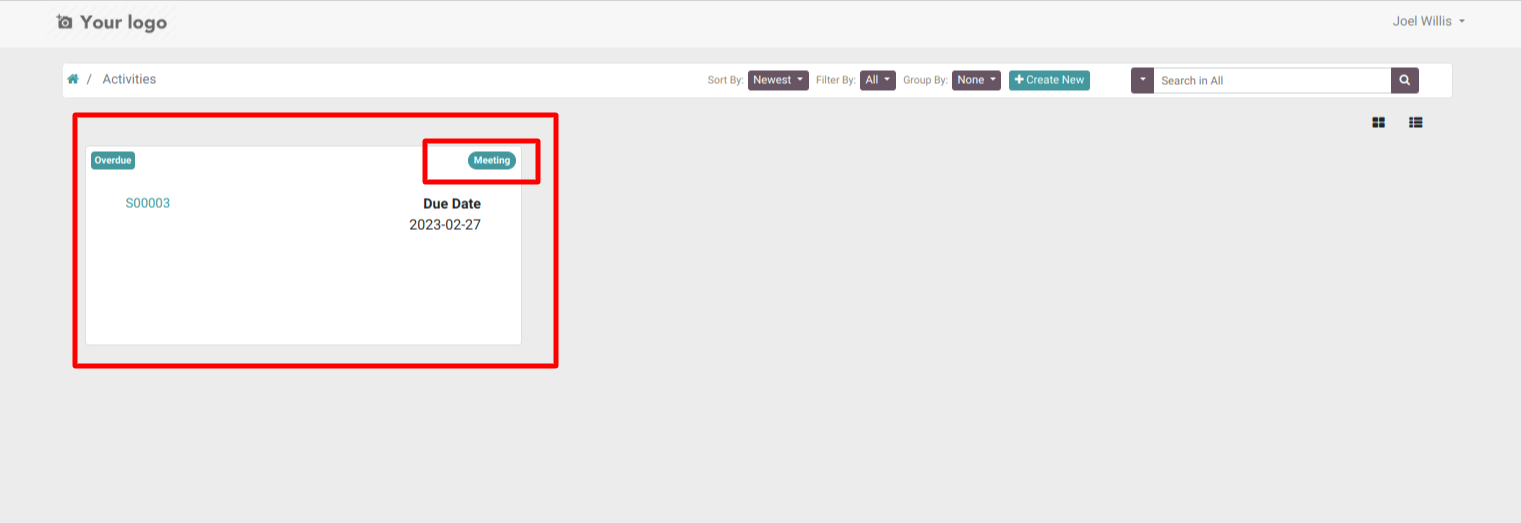 Your logo
Joel Willis
/ Activities
Sort By: Newest Filter By: All Group By: None + Create New Search in All
Overdue Meeting
S00003 Due Date
2023-02-27